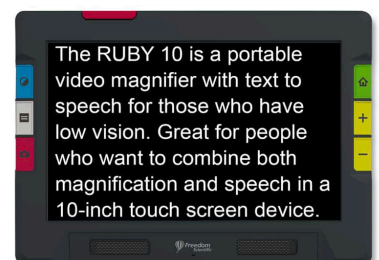 The RUBY 10 is a portable
video magnifier with text to
speech for those who have
low vision. Great for people
who want to combine both
magnification and speech in a
10-inch touch screen device.
Freedom
Scientific